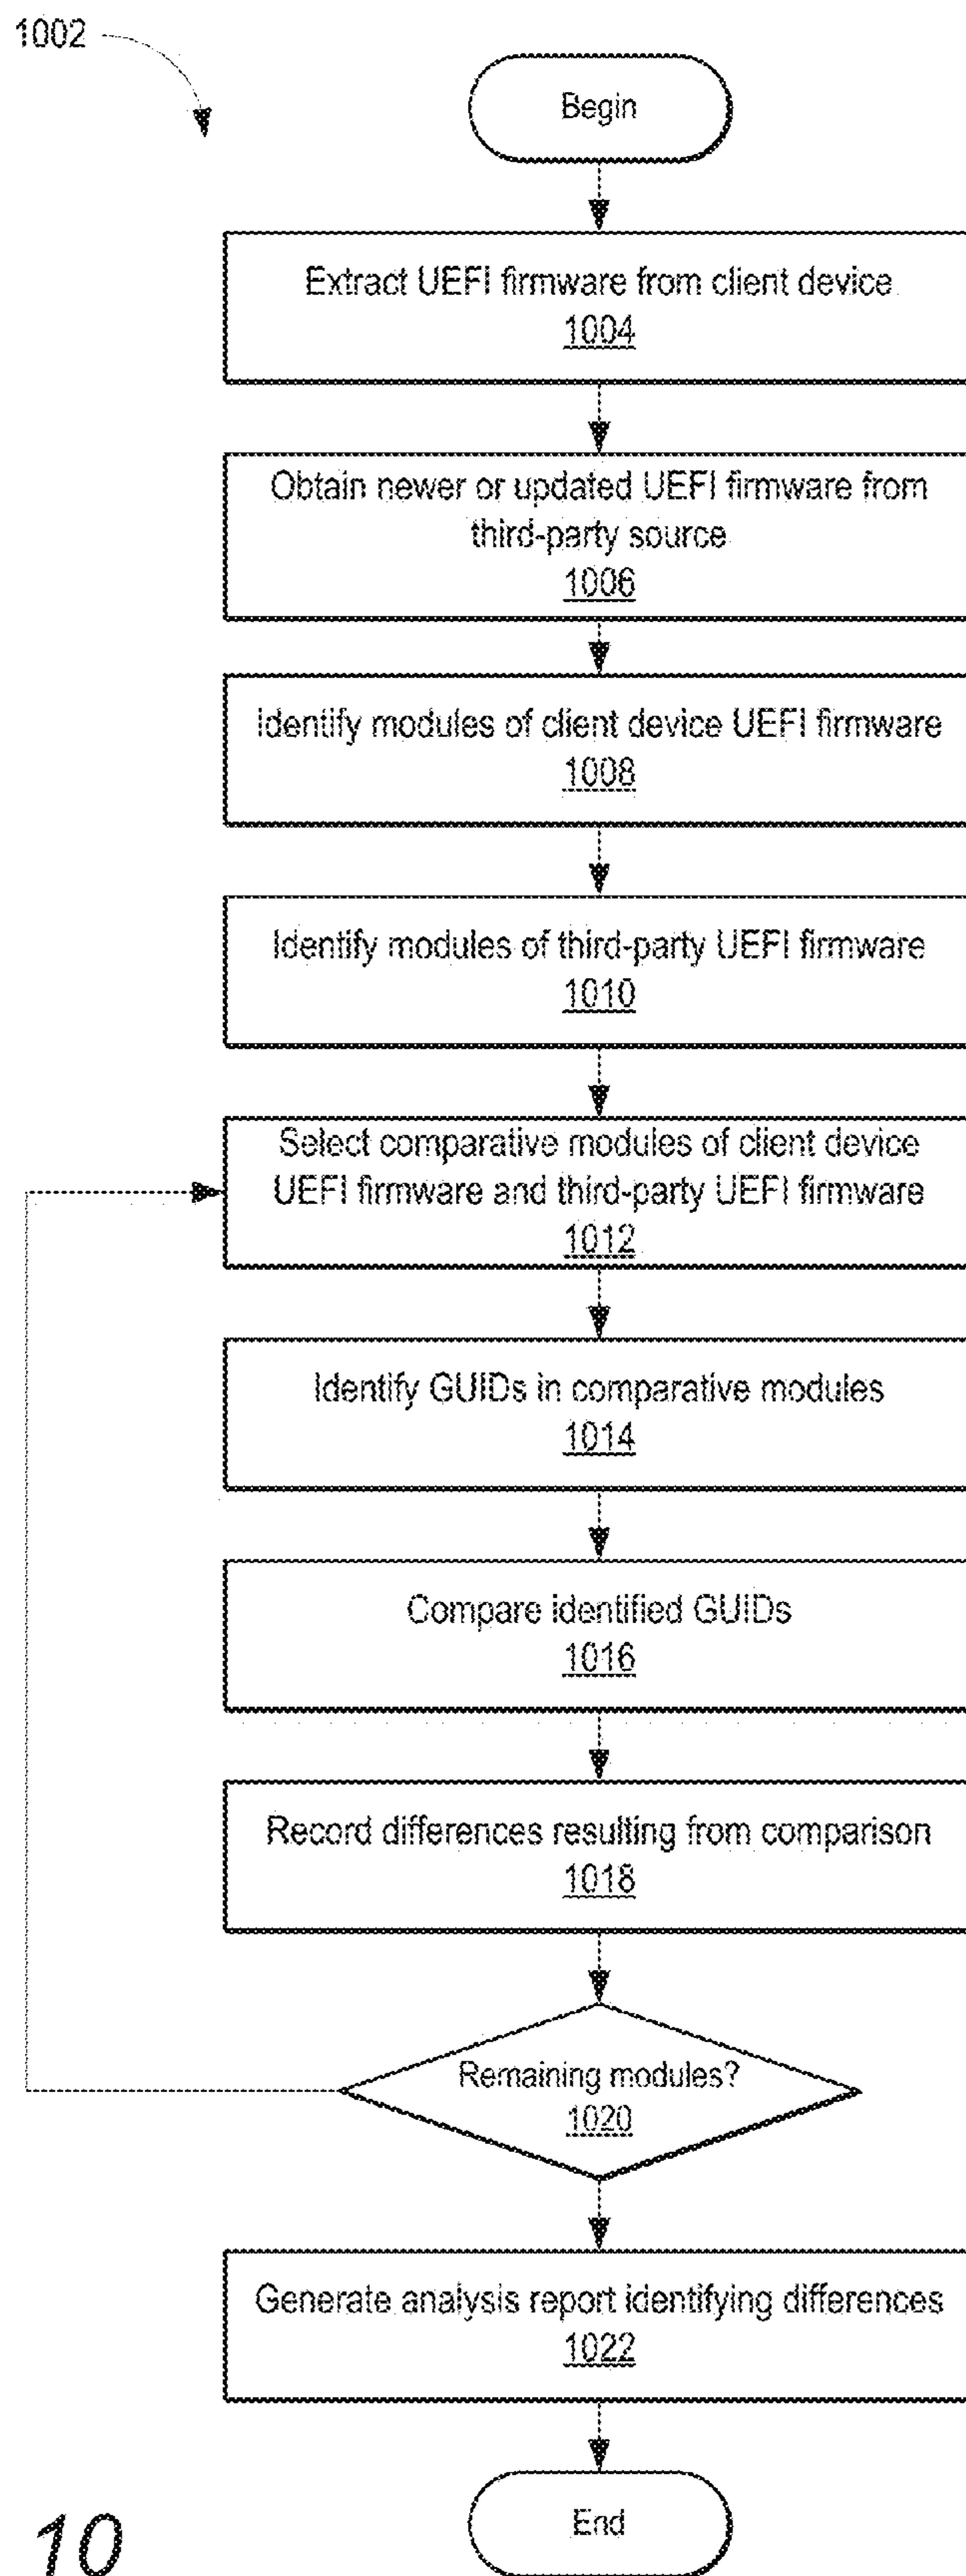 1002
Begin
Extract UEFI firmware from client device
1004
Obtain newer or updated UEFI firmware from
third-party source
1006
Identify modules of client device UEFI firmware
1008
Identify modules of third-party UEFI firmware
1010
Select comparative modules of client device
UEFI firmware and third-party UEFI firmware
1012
Identify GUIDs in comparative modules
1014
Compare identified GUIDs
1016
Record differences resulting from comparison
1018
Remaining modules?
1020
Generate analysis report identifying differences
1022
End
10